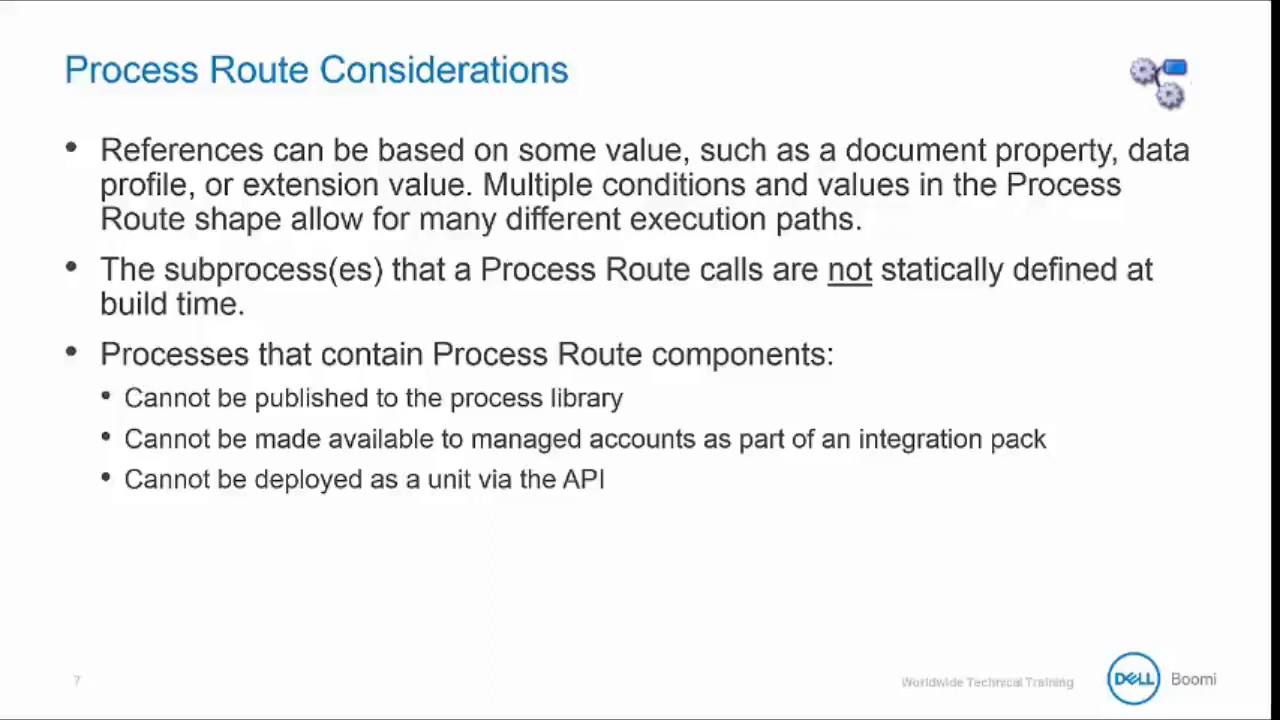 Process Route Considerations
• References can be based on some value, such as a document property, data
profile, or extension value. Multiple conditions and values in the Process
Route shape allow for many different execution paths.
• The subprocess(es) that a Process Route calls are not statically defined at
build time.
• Processes that contain Process Route components:
• Cannot be published to the process library
• Cannot be made available to managed accounts as part of an integration pack
• Cannot be deployed as a unit via the API
7
Worldwide Technical Training
DELL Boomi